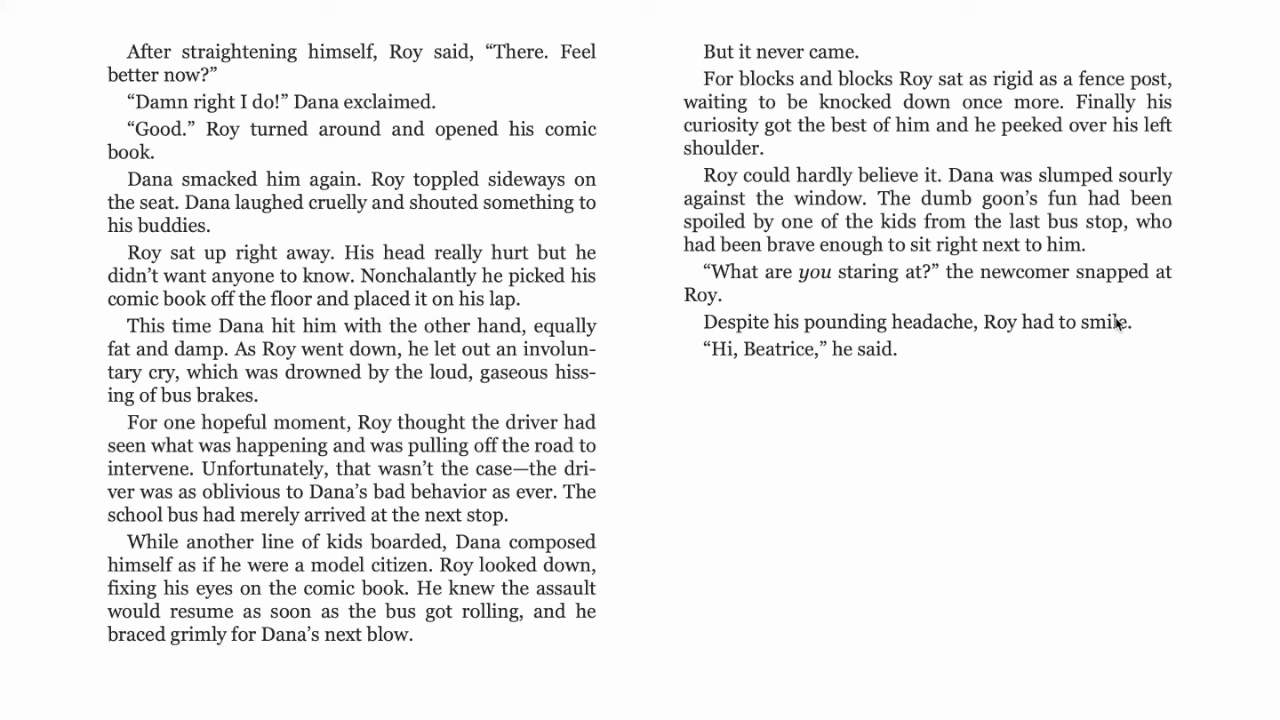 After straightening himself, Roy said, “There. Feel
better now?”
“Damn right I do!” Dana exclaimed.
“Good.” Roy turned around and opened his comic
book.
Dana smacked him again. Roy toppled sideways on
the seat. Dana laughed cruelly and shouted something to
his buddies.
Roy sat up right away. His head really hurt but he
didn’t want anyone to know. Nonchalantly he picked his
comic book off the floor and placed it on his lap.
This time Dana hit him with the other hand, equally
fat and damp. As Roy went down, he let out an involun-
tary cry, which was drowned by the loud, gaseous hiss-
ing of bus brakes.
For one hopeful moment, Roy thought the driver had
seen what was happening and was pulling off the road to
intervene. Unfortunately, that wasn’t the case—the dri-
ver was as oblivious to Dana’s bad behavior as ever. The
school bus had merely arrived at the next stop.
While another line of kids boarded, Dana composed
himself as if he were a model citizen. Roy looked down,
fixing his eyes on the comic book. He knew the assault
would resume as soon as the bus got rolling, and he
braced grimly for Dana’s next blow.
But it never came.
For blocks and blocks Roy sat as rigid as a fence post,
waiting to be knocked down once more. Finally his
curiosity got the best of him and he peeked over his left
shoulder.
Roy could hardly believe it. Dana was slumped sourly
against the window. The dumb goon’s fun had been
spoiled by one of the kids from the last bus stop, who
had been brave enough to sit right next to him.
“What are you staring at?” the newcomer snapped at
Roy.
Despite his pounding headache, Roy had to smile.
“Hi, Beatrice,” he said.